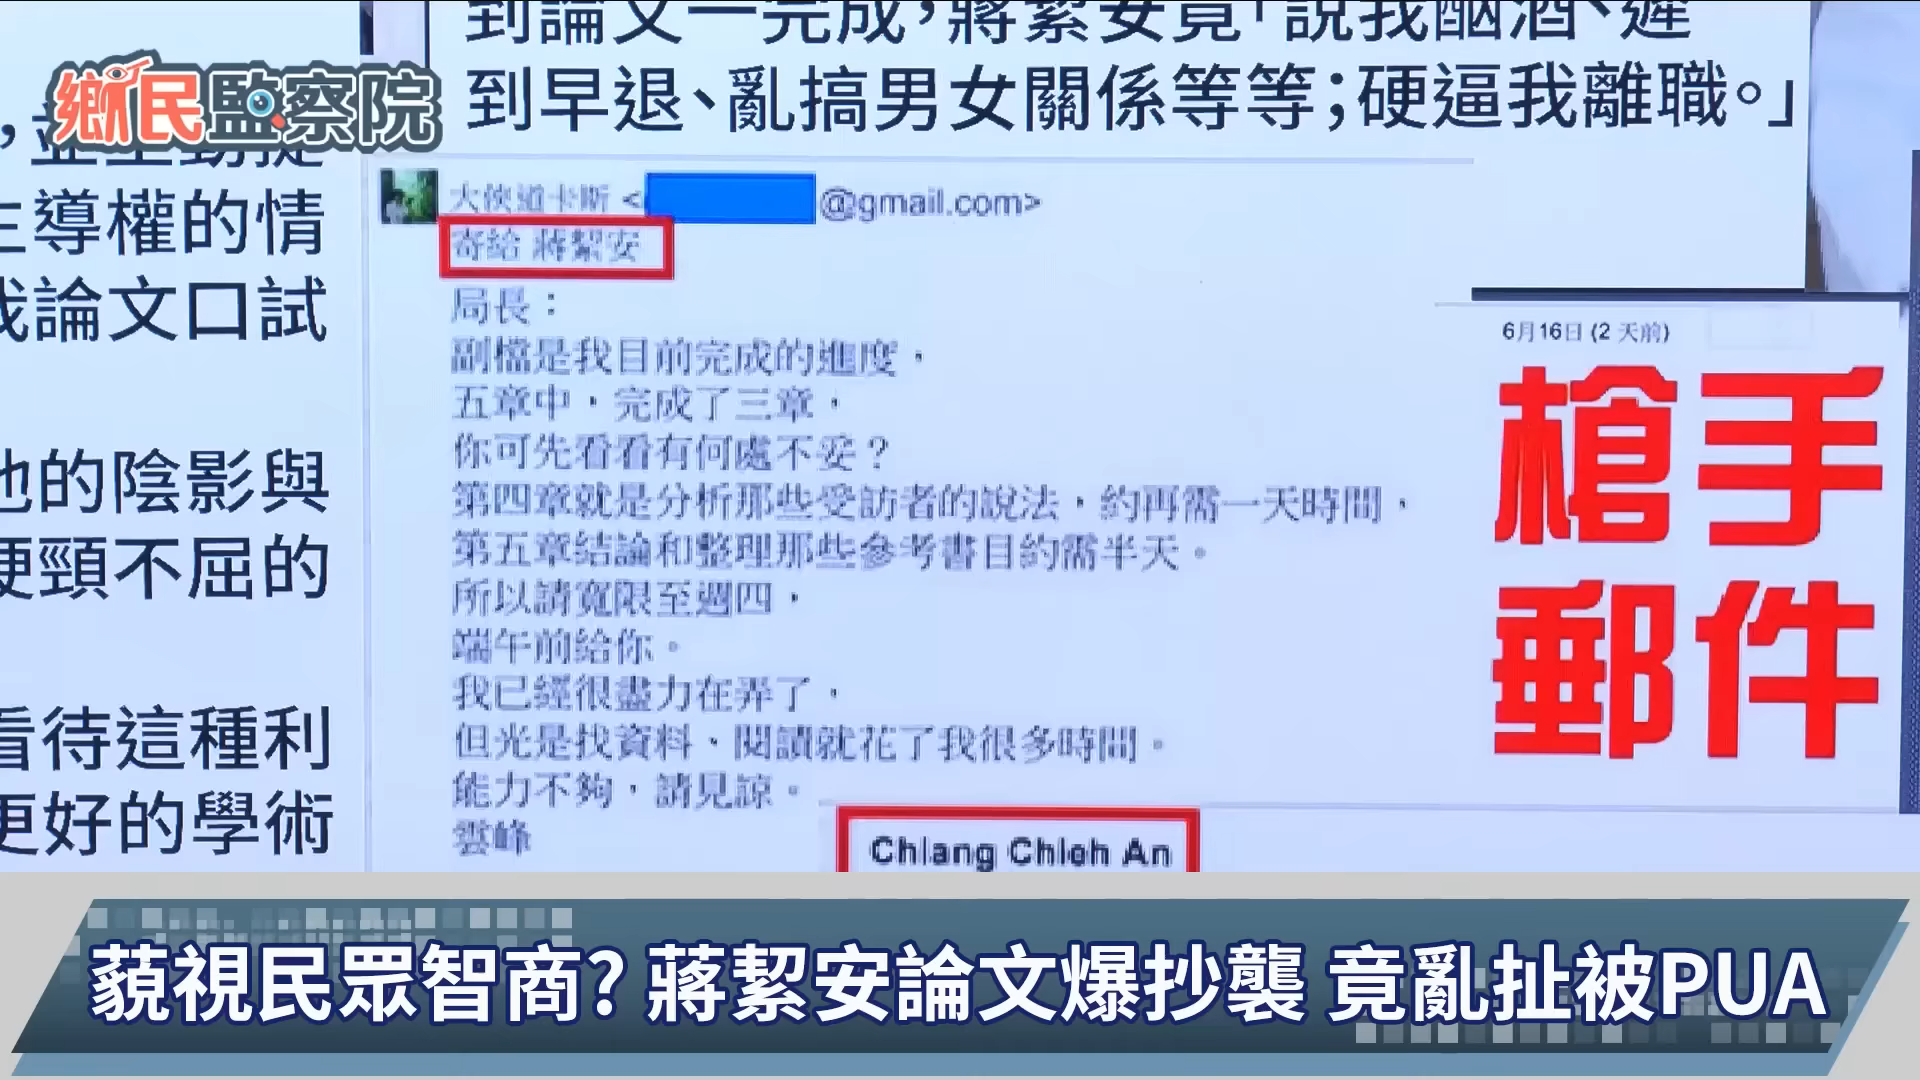 到論文一完成，蔣絜安竟「說我酗酒、遲
到早退、亂搞男女關係等等；硬逼我離職。」
鄉民監察院
主導權的情
我論文口試
他的陰影與
硬頸不屈的
看待這種利
更好的學術
大俠道卡斯 < @gmail.com>
寄給 蔣絜安
局長：
副檔是我目前完成的進度，
五章中，完成了三章，
你可先看看有何處不妥？
第四章就是分析那些受訪者的說法，約再需一天時間，
第五章結論和整理那些參考書目約需半天。
所以請寬限至週四，
端午前給你。
我已經很盡力在弄了，
但光是找資料、閱讀就花了我很多時間。
能力不夠，請見諒。
雲峰
6月16日 (2 天前)
槍手
郵件
Chiang Chieh An
藐視民眾智商? 蔣絜安論文爆抄襲 竟亂扯被PUA